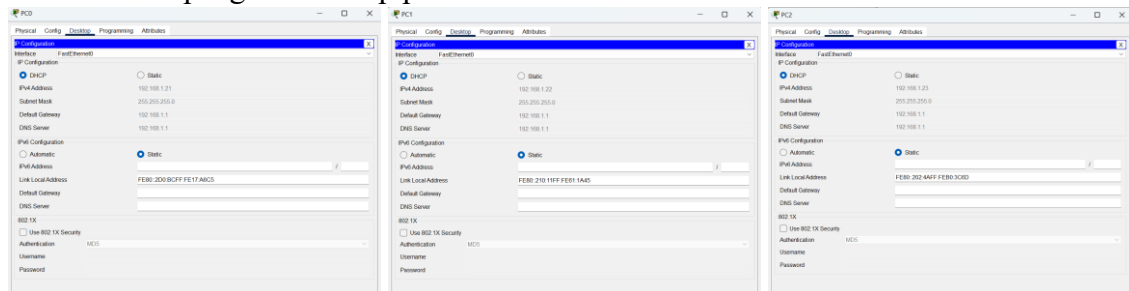 PC0
Physical Config Desktop Programming Attributes
IP Configuration X
Interface FastEthernet0
IP Configuration
DHCP Static
IPv4 Address 192.168.1.21
Subnet Mask 255.255.255.0
Default Gateway 192.168.1.1
DNS Server 192.168.1.1
IPv6 Configuration
Automatic Static
IPv6 Address /
Link Local Address FE80::2D0:BCFF:FE17:A6C5
Default Gateway
DNS Server
802.1X
Use 802.1X Security
Authentication MD5
Username
Password
PC1
Physical Config Desktop Programming Attributes
IP Configuration X
Interface FastEthernet0
IP Configuration
DHCP Static
IPv4 Address 192.168.1.22
Subnet Mask 255.255.255.0
Default Gateway 192.168.1.1
DNS Server 192.168.1.1
IPv6 Configuration
Automatic Static
IPv6 Address /
Link Local Address FE80::210:11FF:FE61:1A45
Default Gateway
DNS Server
802.1X
Use 802.1X Security
Authentication MD5
Username
Password
PC2
Physical Config Desktop Programming Attributes
IP Configuration X
Interface FastEthernet0
IP Configuration
DHCP Static
IPv4 Address 192.168.1.23
Subnet Mask 255.255.255.0
Default Gateway 192.168.1.1
DNS Server 192.168.1.1
IPv6 Configuration
Automatic Static
IPv6 Address /
Link Local Address FE80::202:4AFF:FEB0:3C8D
Default Gateway
DNS Server
802.1X
Use 802.1X Security
Authentication MD5
Username
Password